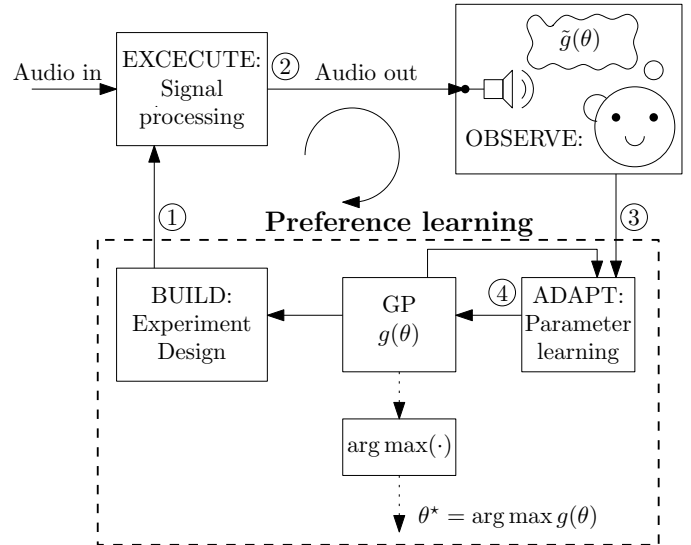 EXCECUTE:
Signal
processing
②
Audio in
Audio out
g̃(θ)
OBSERVE:
①
③
Preference learning
BUILD:
Experiment
Design
GP
g(θ)
④
ADAPT:
Parameter
learning
arg max(·)
θ⋆ = arg max g(θ)